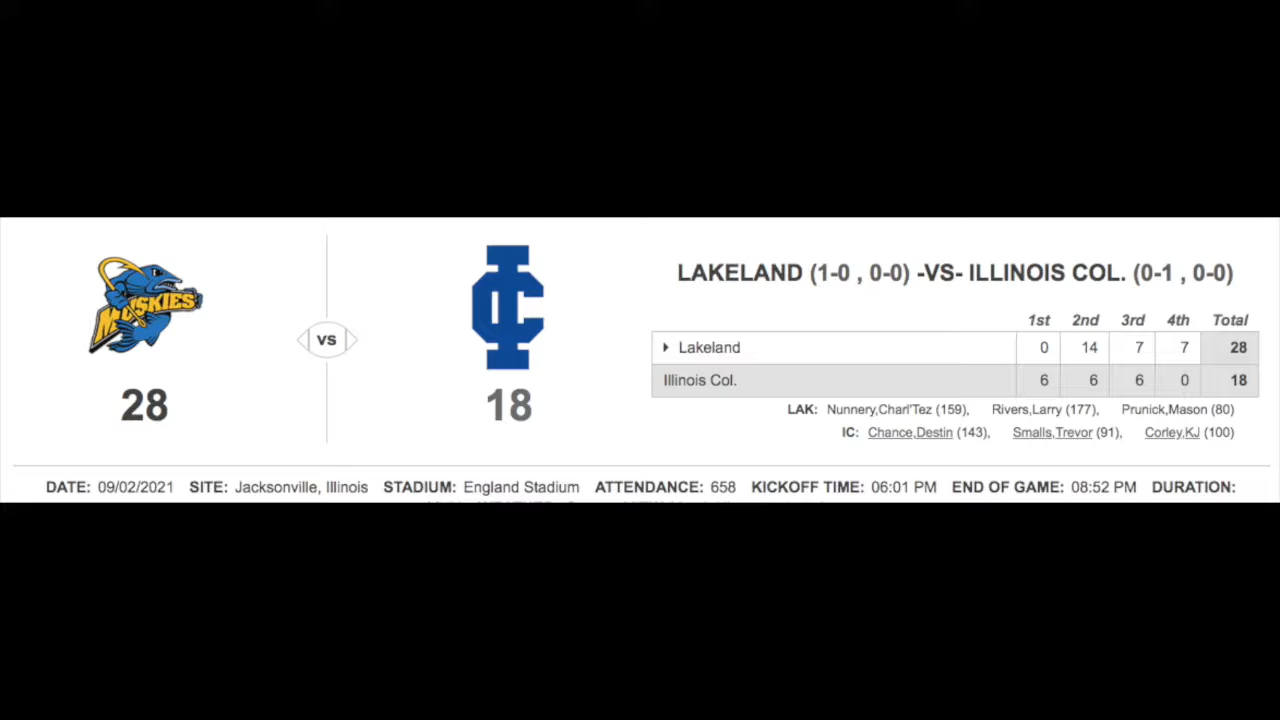 MUSKIES
28
VS
IC
18
LAKELAND (1-0 , 0-0) -VS- ILLINOIS COL. (0-1 , 0-0)
1st 2nd 3rd 4th Total
Lakeland 0 14 7 7 28
Illinois Col. 6 6 6 0 18
LAK: Nunnery,Charl'Tez (159), Rivers,Larry (177), Prunick,Mason (80)
IC: Chance,Destin (143), Smalls,Trevor (91), Corley,KJ (100)
DATE: 09/02/2021 SITE: Jacksonville, Illinois STADIUM: England Stadium ATTENDANCE: 658 KICKOFF TIME: 06:01 PM END OF GAME: 08:52 PM DURATION: